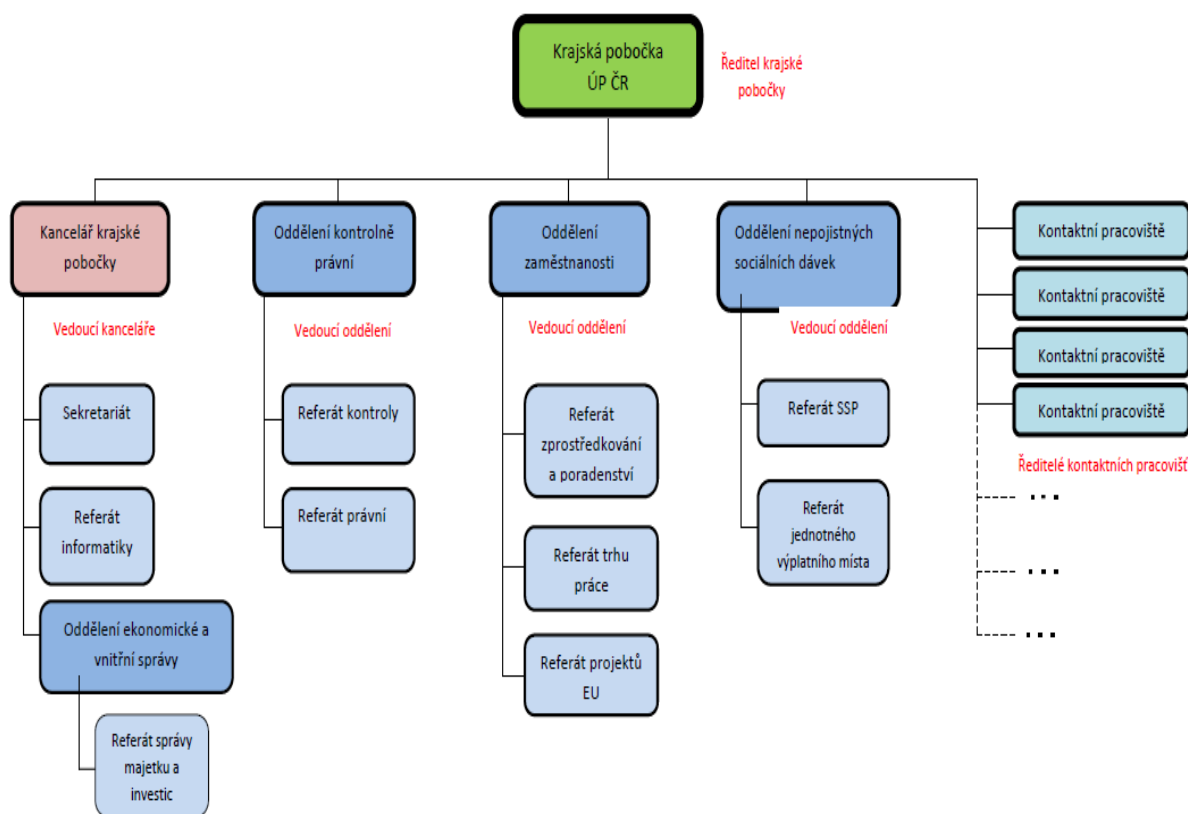 Krajská pobočka
ÚP ČR
Ředitel krajské
pobočky
Kancelář krajské
pobočky
Oddělení kontrolně
právní
Oddělení
zaměstnanosti
Oddělení nepojistných
sociálních dávek
Kontaktní pracoviště
Kontaktní pracoviště
Kontaktní pracoviště
Kontaktní pracoviště
Ředitelé kontaktních pracovišť
...
...
...
Vedoucí kanceláře
Vedoucí oddělení
Vedoucí oddělení
Vedoucí oddělení
Sekretariát
Referát
informatiky
Oddělení ekonomické a
vnitřní správy
Referát správy
majetku a
investic
Referát kontroly
Referát právní
Referát
zprostředkování
a poradenství
Referát trhu
práce
Referát projektů
EU
Referát SSP
Referát
jednotného
výplatního místa